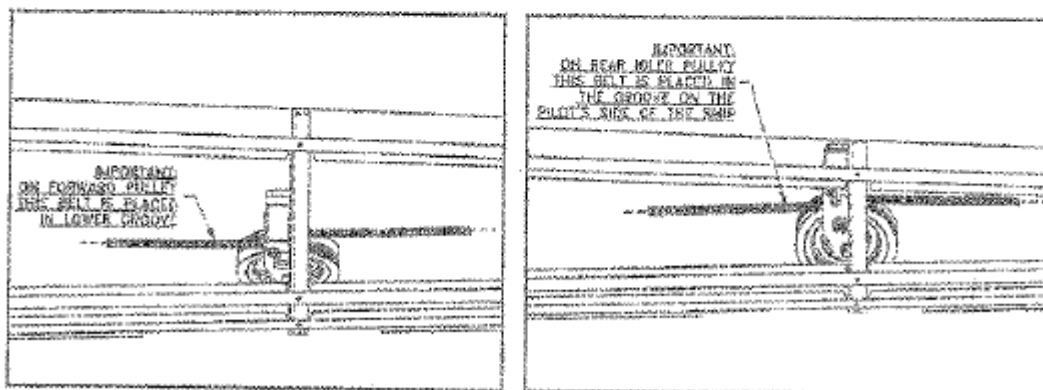 IMPORTANT:
ON FORWARD PULLEY
THIS BELT IS PLACED
IN LOWER GROOVE
IMPORTANT:
ON REAR IDLER PULLEY
THIS BELT IS PLACED IN
THE GROOVE ON THE
PILOT'S SIDE OF THE SHIP